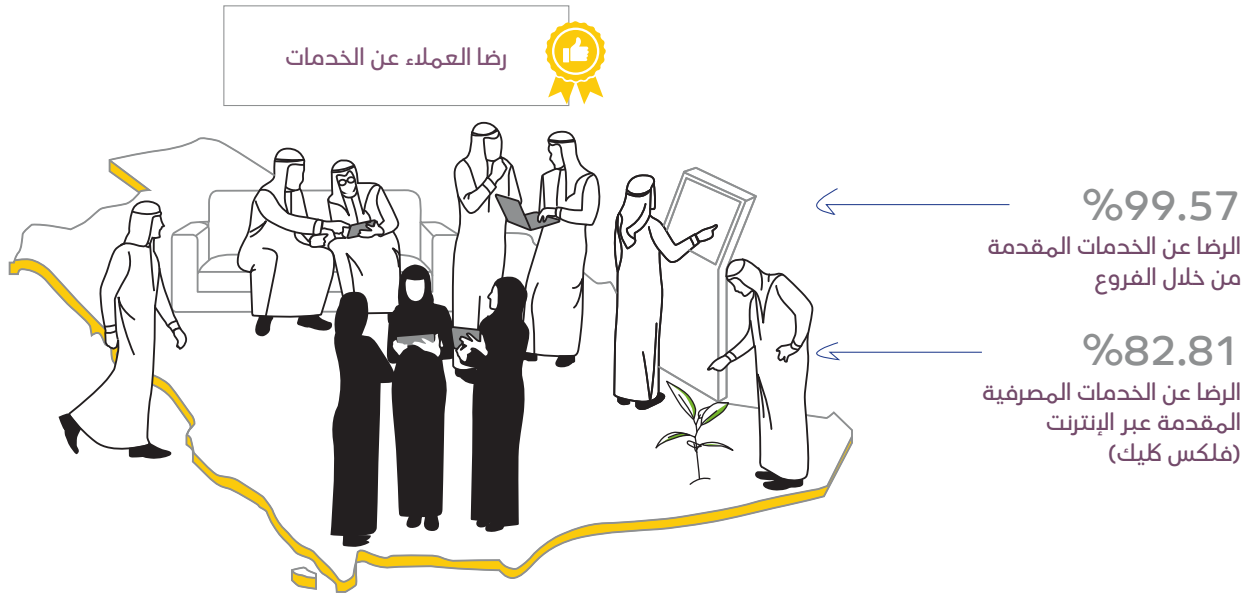 رضا العملاء عن الخدمات
%99.57
الرضا عن الخدمات المقدمة
من خلال الفروع
%82.81
الرضا عن الخدمات المصرفية
المقدمة عبر الإنترنت
(فلكس كليك)